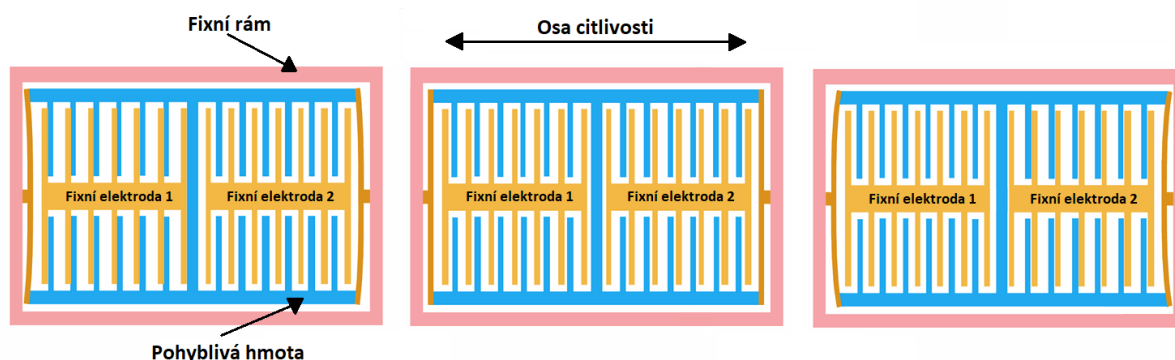 Fixní rám
Osa citlivosti
Fixní elektroda 1
Fixní elektroda 2
Fixní elektroda 1
Fixní elektroda 2
Fixní elektroda 1
Fixní elektroda 2
Pohyblivá hmota